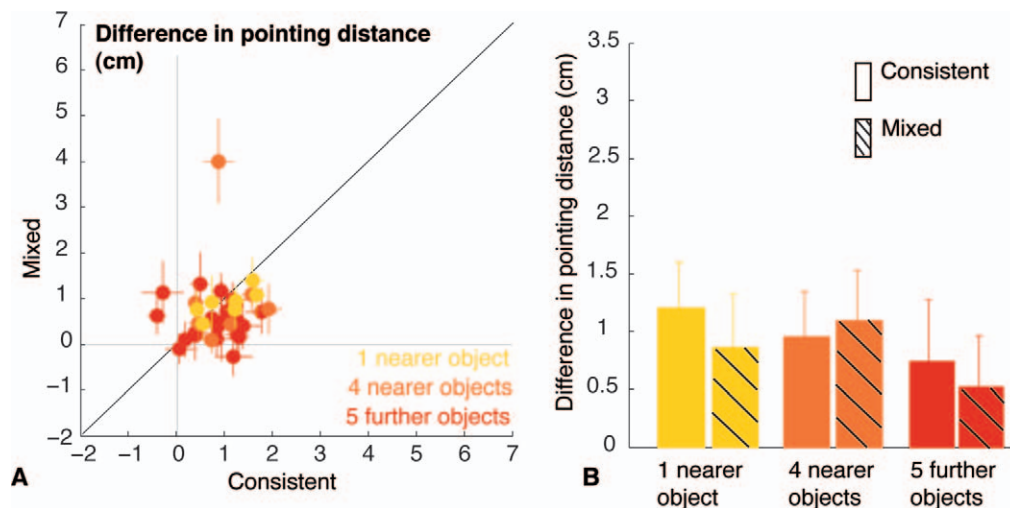 Difference in pointing distance
(cm)
7
6
5
4
3
2
1
0
−1
−2
Mixed
1 nearer object
4 nearer objects
5 further objects
−2 −1 0 1 2 3 4 5 6 7
Consistent
A
Difference in pointing distance (cm)
3.5
3
2.5
2
1.5
1
0.5
0
Consistent
Mixed
1 nearer object
4 nearer objects
5 further objects
B